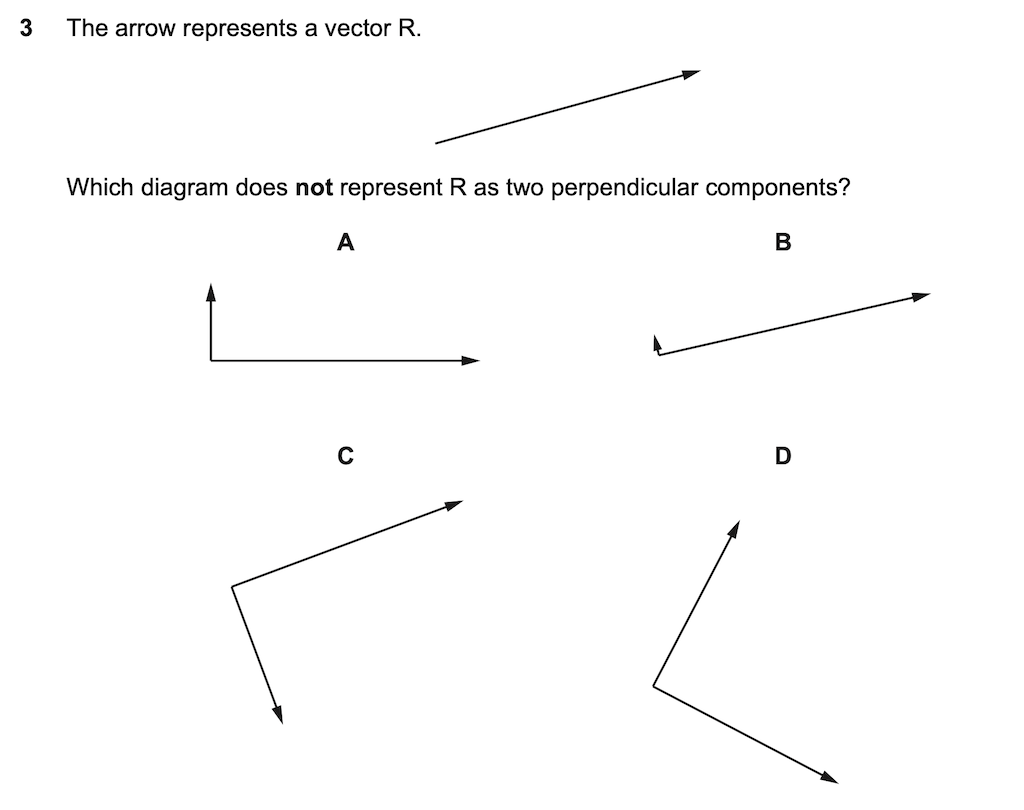 3 The arrow represents a vector R.
Which diagram does not represent R as two perpendicular components?
A B
C D